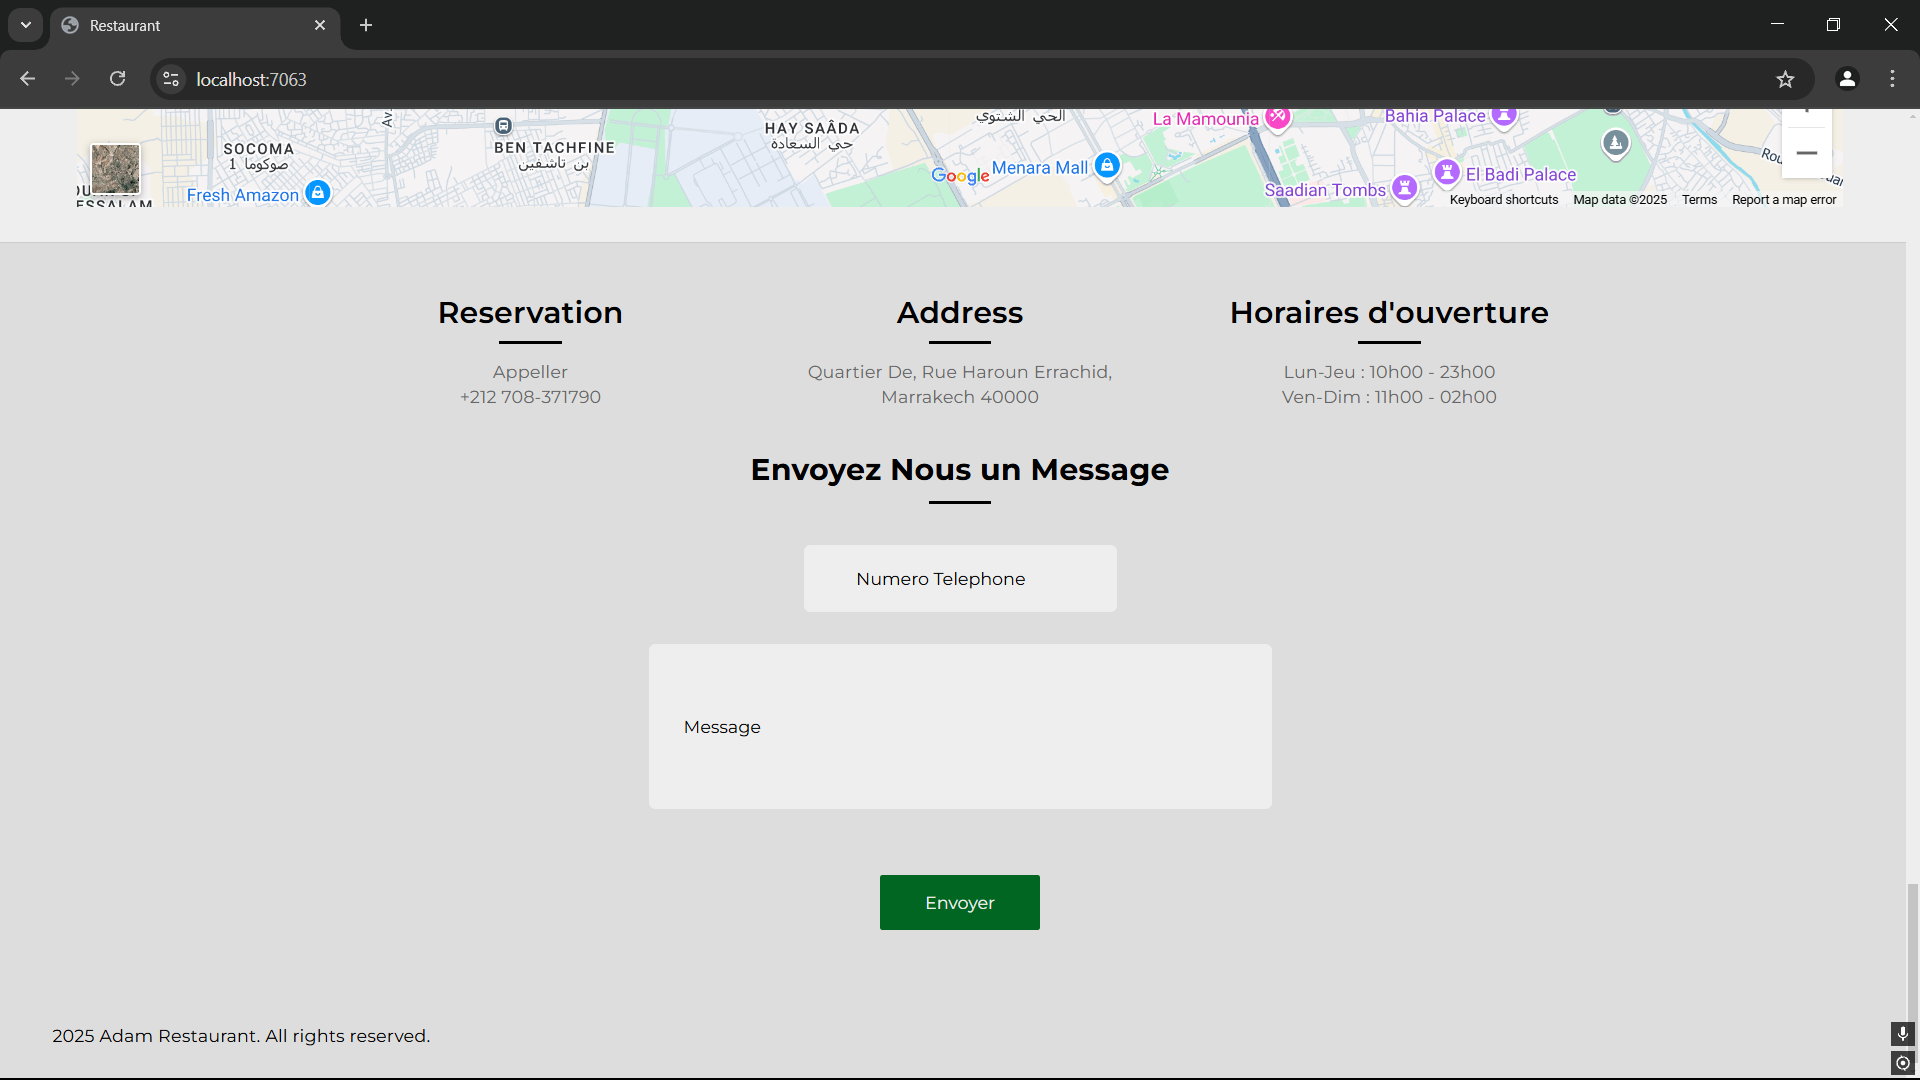 Restaurant
localhost:7063
Av
HAY SAÂDA
حي السعادة
الحي الشتوي
La Mamounia
Bahia Palace
SOCOMA
صوكوما 1
BEN TACHFINE
بن تاشفين
Google
Menara Mall
El Badi Palace
Saadian Tombs
Fresh Amazon
ESSALAM
Rou
Keyboard shortcuts
Map data ©2025
Terms
Report a map error
Reservation
Appeller
+212 708-371790
Address
Quartier De, Rue Haroun Errachid,
Marrakech 40000
Horaires d'ouverture
Lun-Jeu : 10h00 - 23h00
Ven-Dim : 11h00 - 02h00
Envoyez Nous un Message
Numero Telephone
Message
Envoyer
2025 Adam Restaurant. All rights reserved.